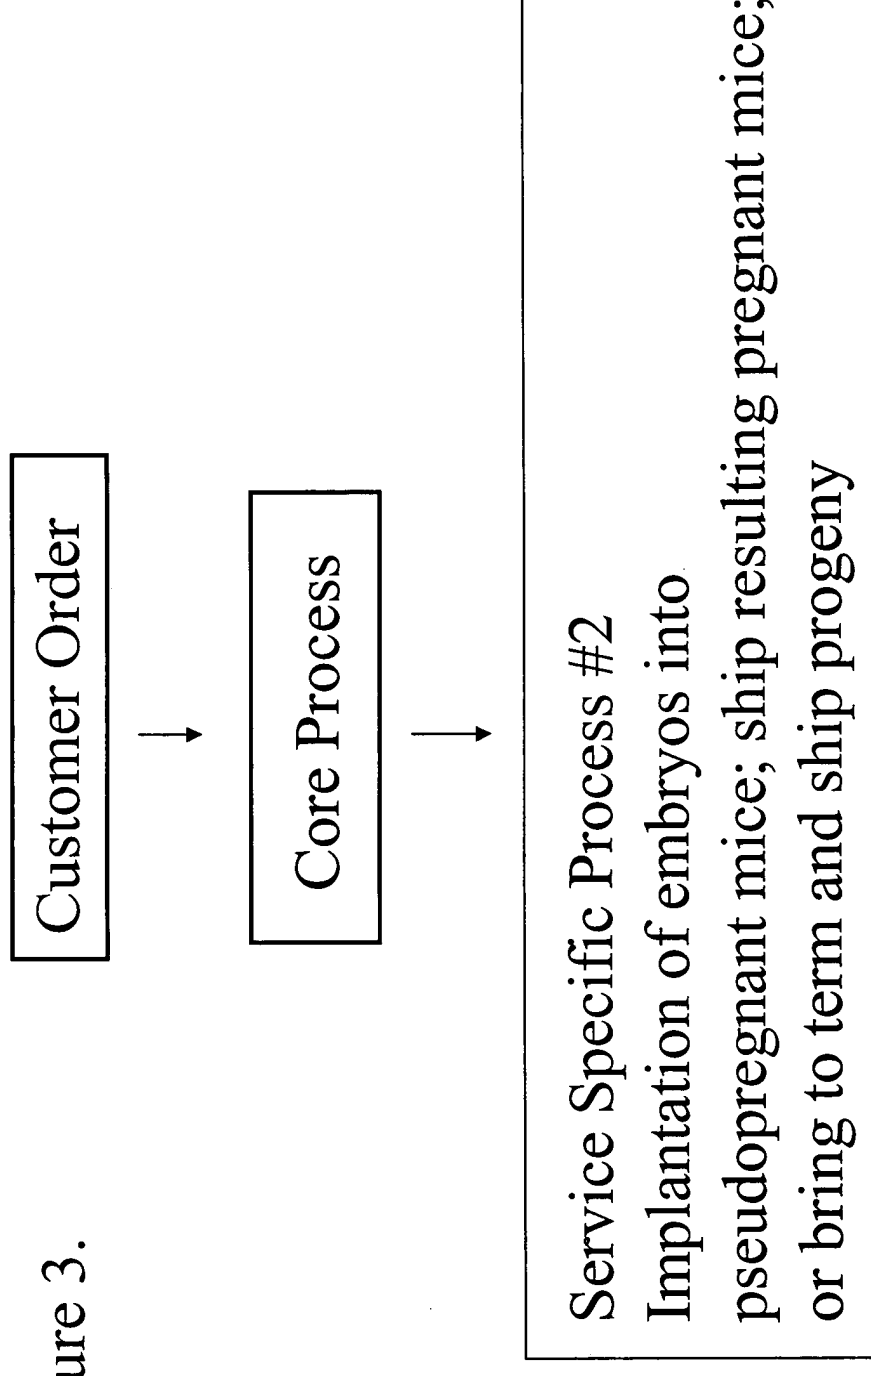 ure 3.
Customer Order
Core Process
Service Specific Process #2
Implantation of embryos into
pseudopregnant mice; ship resulting pregnant mice;
or bring to term and ship progeny